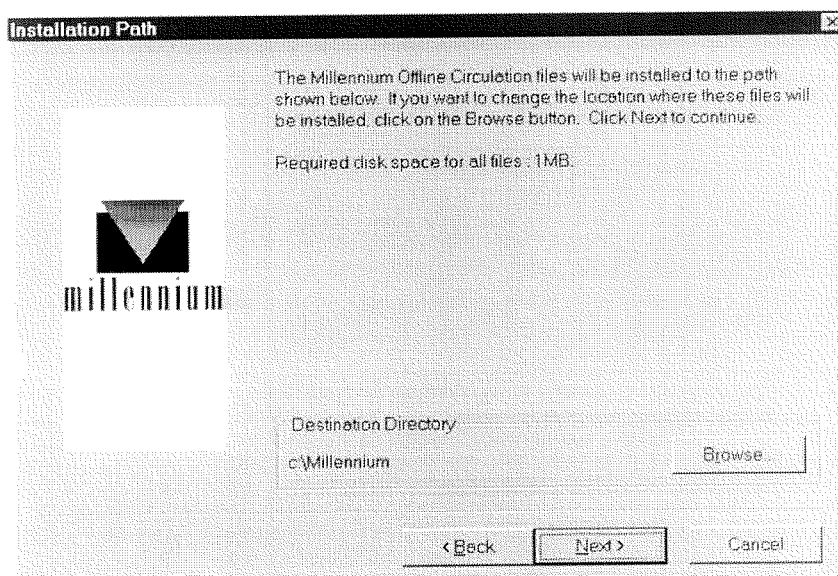 Installation Path
The Millennium Offline Circulation files will be installed to the path
shown below. If you want to change the location where these files will
be installed, click on the Browse button. Click Next to continue.
Required disk space for all files : 1MB.
millennium
Destination Directory
c:\Millennium
Browse...
< Back
Next >
Cancel